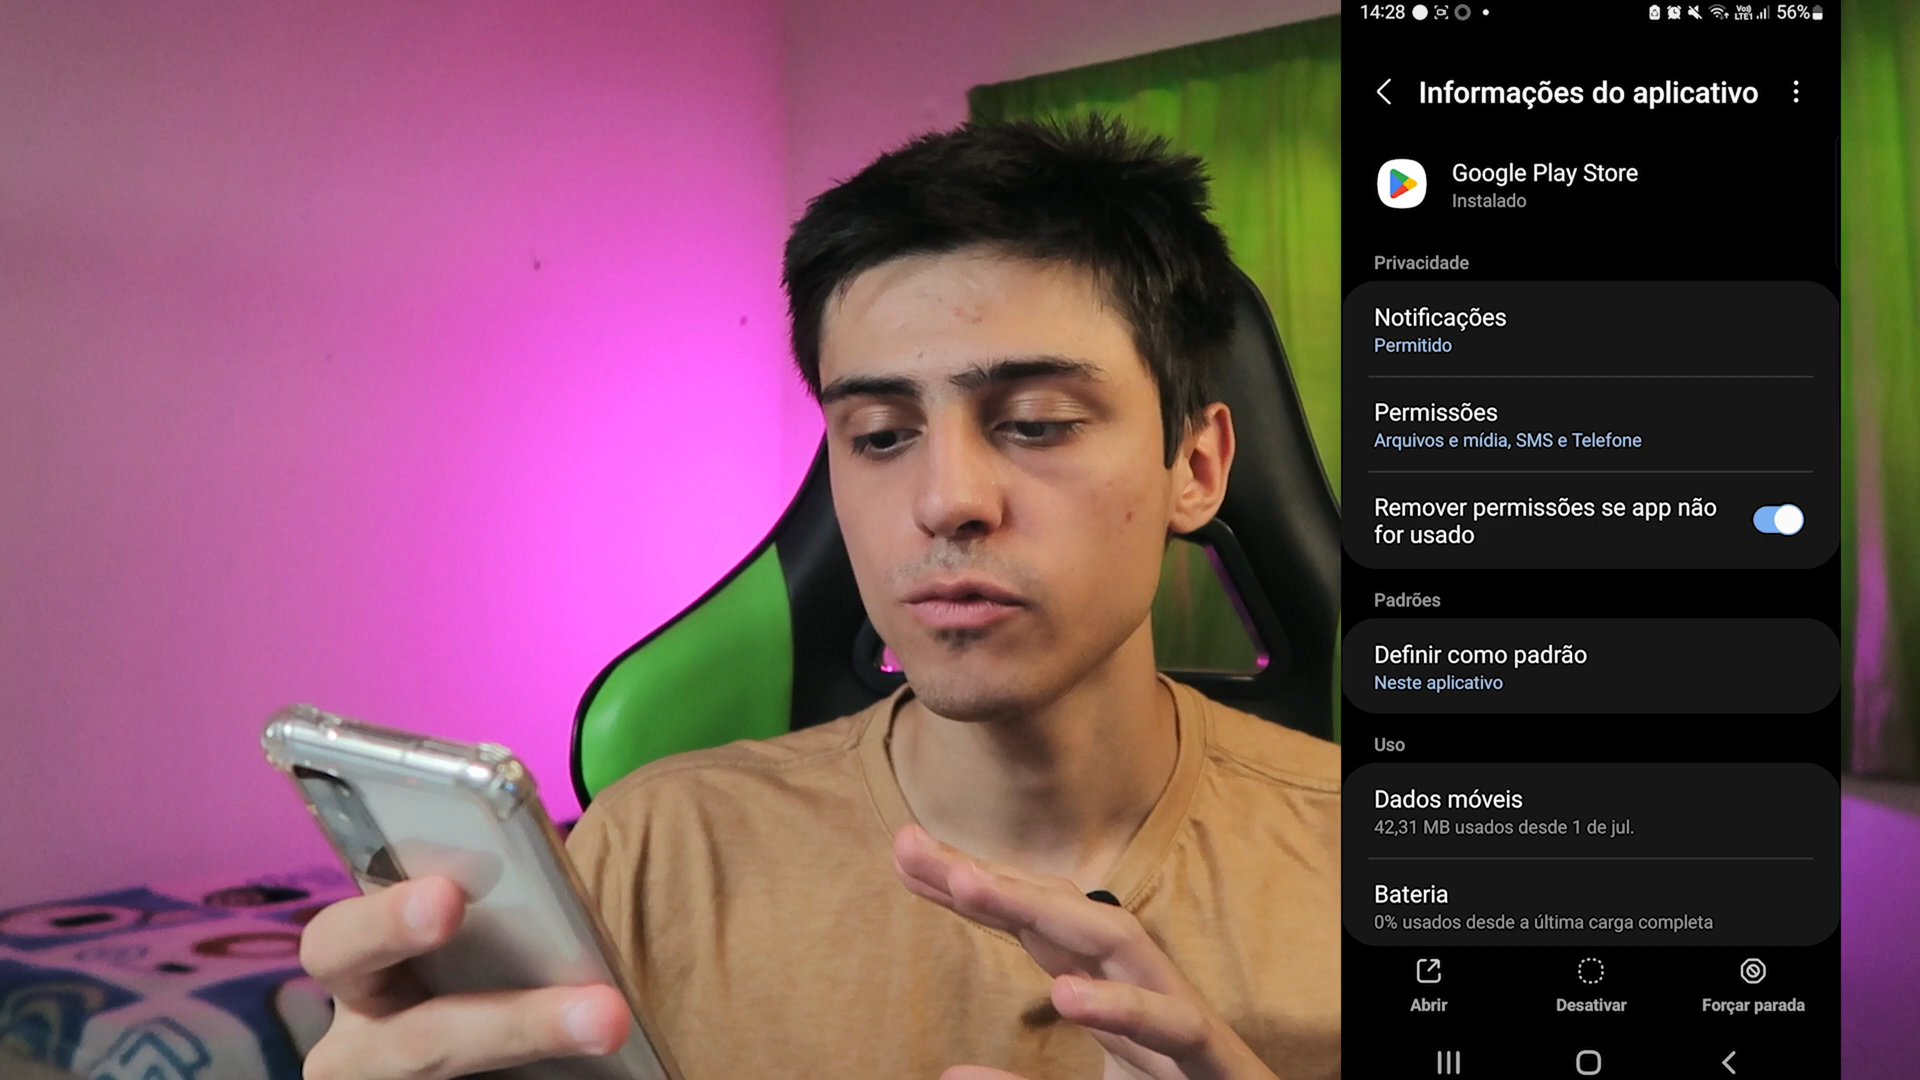 14:28
Vo))
LTE1
56%
Informações do aplicativo
Google Play Store
Instalado
Privacidade
Notificações
Permitido
Permissões
Arquivos e mídia, SMS e Telefone
Remover permissões se app não
for usado
Padrões
Definir como padrão
Neste aplicativo
Uso
Dados móveis
42,31 MB usados desde 1 de jul.
Bateria
0% usados desde a última carga completa
Abrir
Desativar
Forçar parada